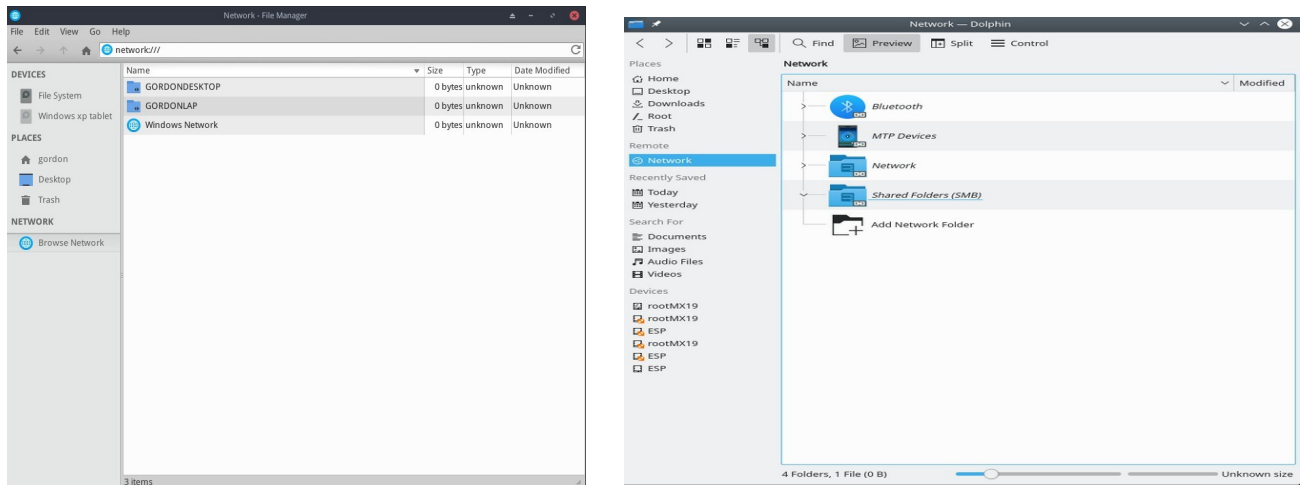 Network - File Manager
File Edit View Go Help
network:///
DEVICES
File System
Windows xp tablet
PLACES
gordon
Desktop
Trash
NETWORK
Browse Network
Name Size Type Date Modified
GORDONDESKTOP 0 bytes unknown Unknown
GORDONLAP 0 bytes unknown Unknown
Windows Network 0 bytes unknown Unknown
3 items
Network — Dolphin
Find Preview Split Control
Places
Home
Desktop
Downloads
Root
Trash
Remote
Network
Recently Saved
Today
Yesterday
Search For
Documents
Images
Audio Files
Videos
Devices
rootMX19
rootMX19
ESP
rootMX19
ESP
ESP
Network
Name Modified
Bluetooth
MTP Devices
Network
Shared Folders (SMB)
Add Network Folder
4 Folders, 1 File (0 B) Unknown size